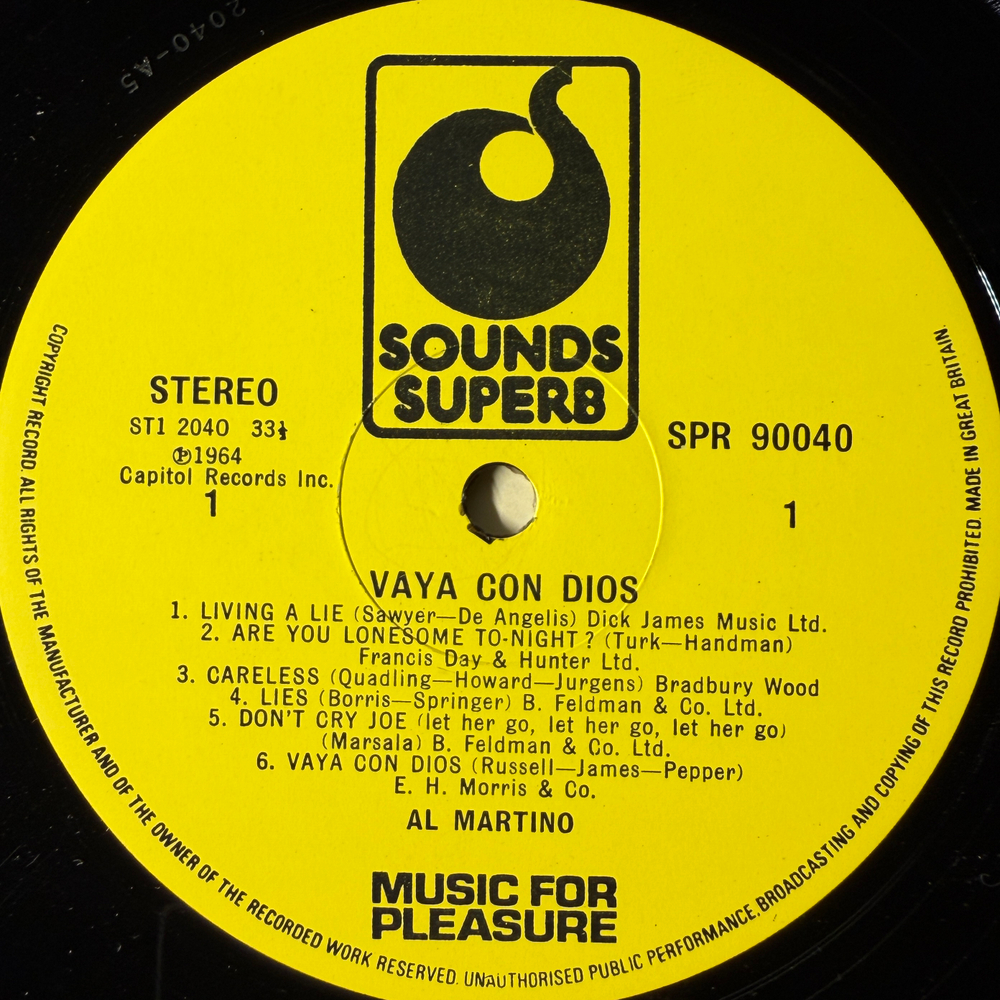 2040-A5
SOUNDS
SUPERB
STEREO
ST1 2040 33⅓
℗1964
Capitol Records Inc.
1
SPR 90040
1
VAYA CON DIOS
1. LIVING A LIE (Sawyer—De Angelis) Dick James Music Ltd.
2. ARE YOU LONESOME TO-NIGHT? (Turk—Handman)
Francis Day & Hunter Ltd.
3. CARELESS (Quadling—Howard—Jurgens) Bradbury Wood
4. LIES (Borris—Springer) B. Feldman & Co. Ltd.
5. DON'T CRY JOE (let her go, let her go, let her go)
(Marsala) B. Feldman & Co. Ltd.
6. VAYA CON DIOS (Russell—James—Pepper)
E. H. Morris & Co.
AL MARTINO
MUSIC FOR
PLEASURE
COPYRIGHT RECORD. ALL RIGHTS OF THE MANUFACTURER AND OF THE OWNER OF THE RECORDED WORK RESERVED. UNAUTHORISED PUBLIC PERFORMANCE, BROADCASTING AND COPYING OF THIS RECORD PROHIBITED. MADE IN GREAT BRITAIN.